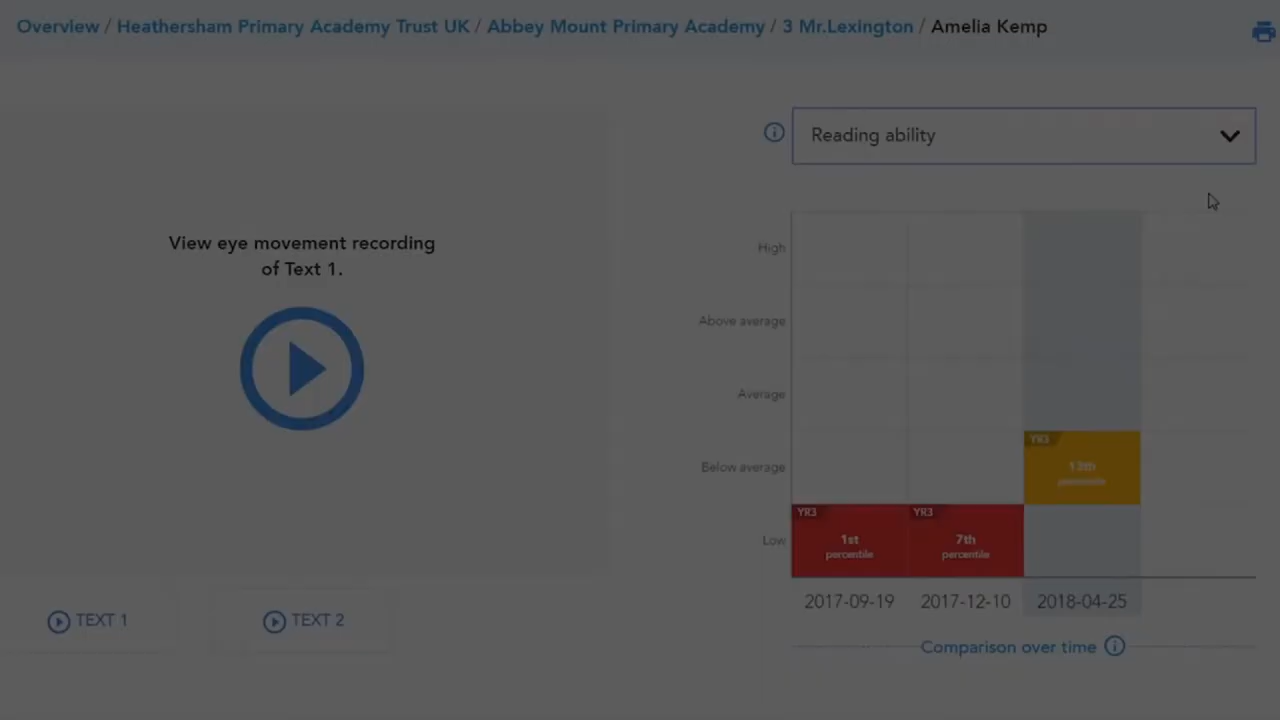 Overview / Heathersham Primary Academy Trust UK / Abbey Mount Primary Academy / 3 Mr.Lexington / Amelia Kemp
View eye movement recording
of Text 1.
TEXT 1
TEXT 2
Reading ability
High
Above average
Average
Below average
Low
YR3
1st
percentile
YR3
7th
percentile
YR3
percentile
2017-09-19
2017-12-10
2018-04-25
Comparison over time